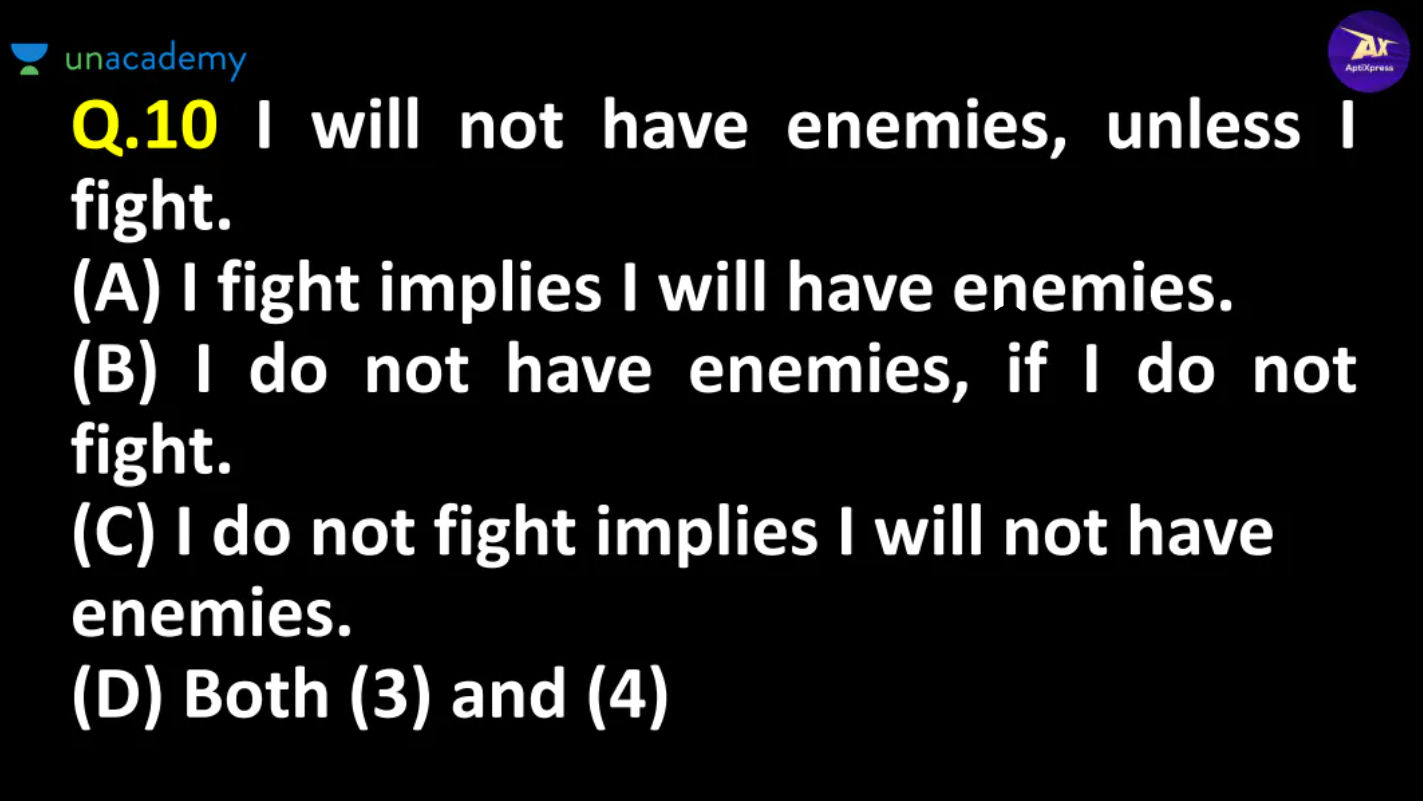 unacademy
AX
AptiXpress
Q.10 I will not have enemies, unless I
fight.
(A) I fight implies I will have enemies.
(B) I do not have enemies, if I do not
fight.
(C) I do not fight implies I will not have
enemies.
(D) Both (3) and (4)